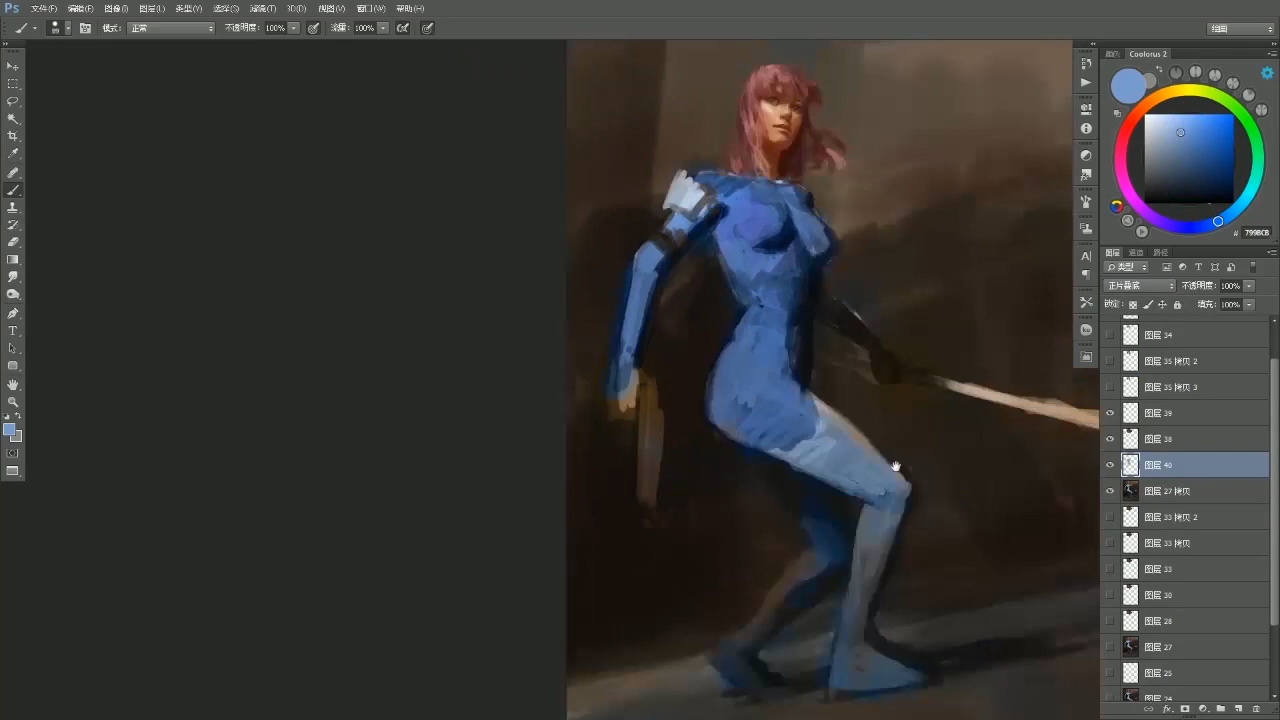 Ps 文件(F) 编辑(E) 图像(I) 图层(L) 类型(Y) 选择(S) 滤镜(T) 3D(D) 视图(V) 窗口(W) 帮助(H)
模式: 正常 不透明度: 100% 流量: 100%
颜色 Coolorus 2
# 799BCB
图层 通道 路径
类型
正片叠底 不透明度: 100%
锁定: 填充: 100%
图层 34
图层 35 拷贝 2
图层 35 拷贝 3
图层 39
图层 38
图层 40
图层 27 拷贝
图层 33 拷贝 2
图层 33 拷贝
图层 33
图层 30
图层 28
图层 27
图层 25
图层 24